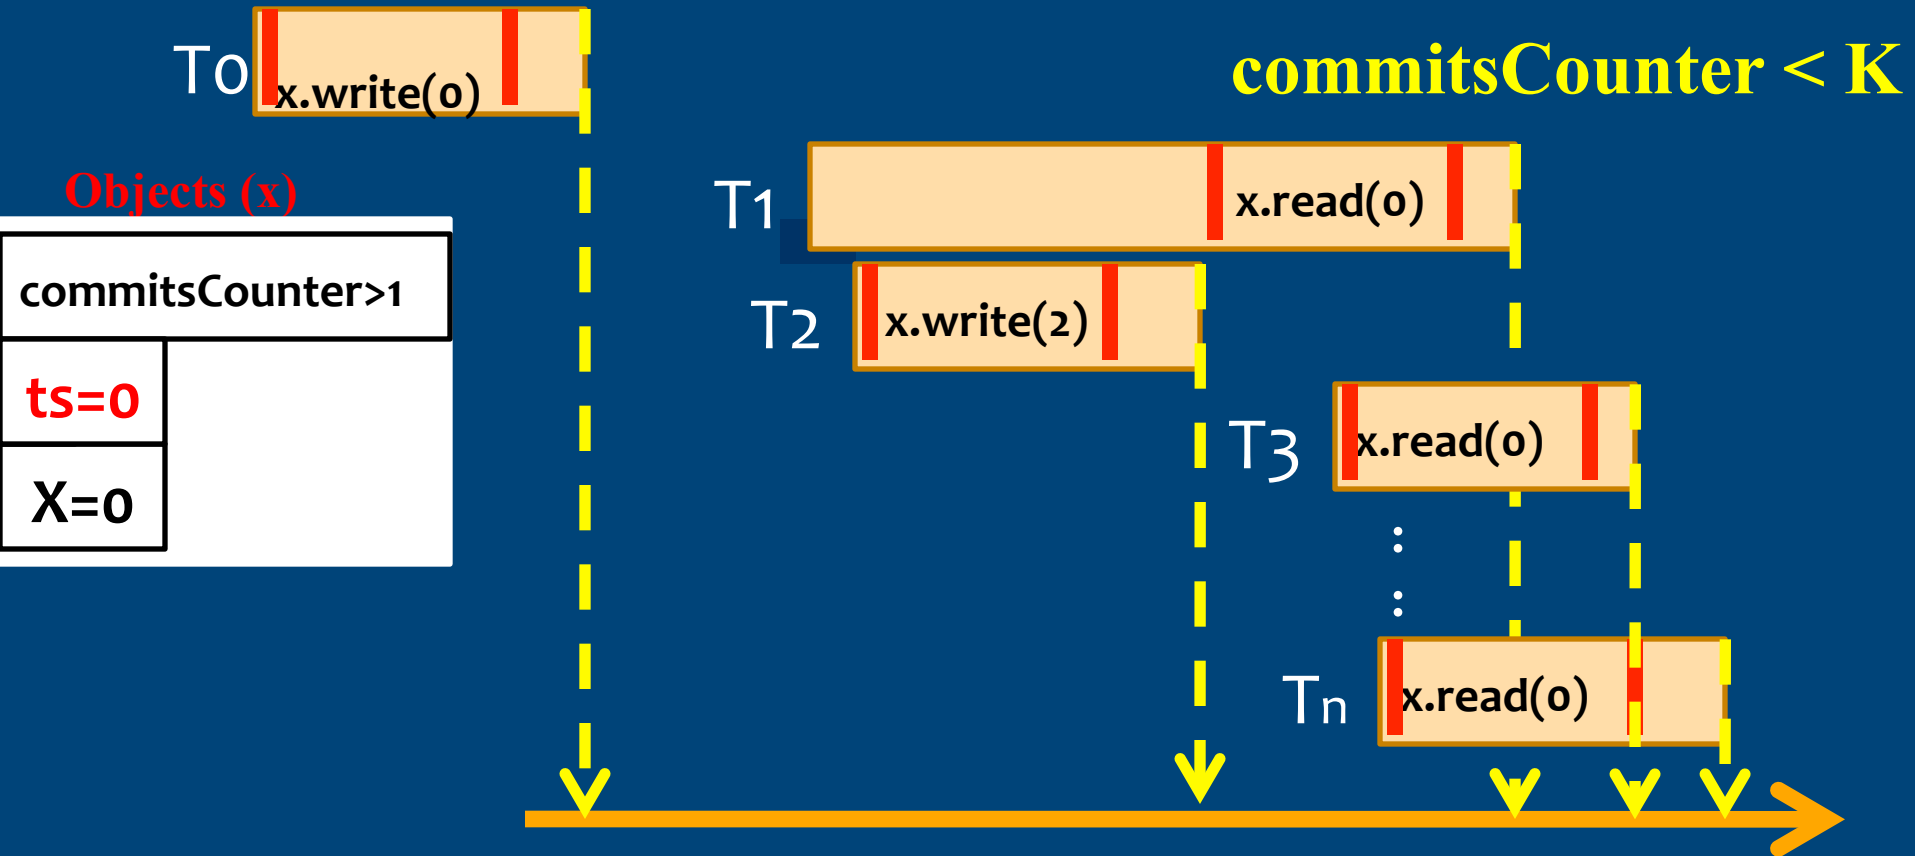 To
x.write(0)
commitsCounter < K
Objects (x)
commitsCounter>1
ts=0
X=0
T1
x.read(0)
T2
x.write(2)
T3
x.read(0)
:
:
Tn
x.read(0)